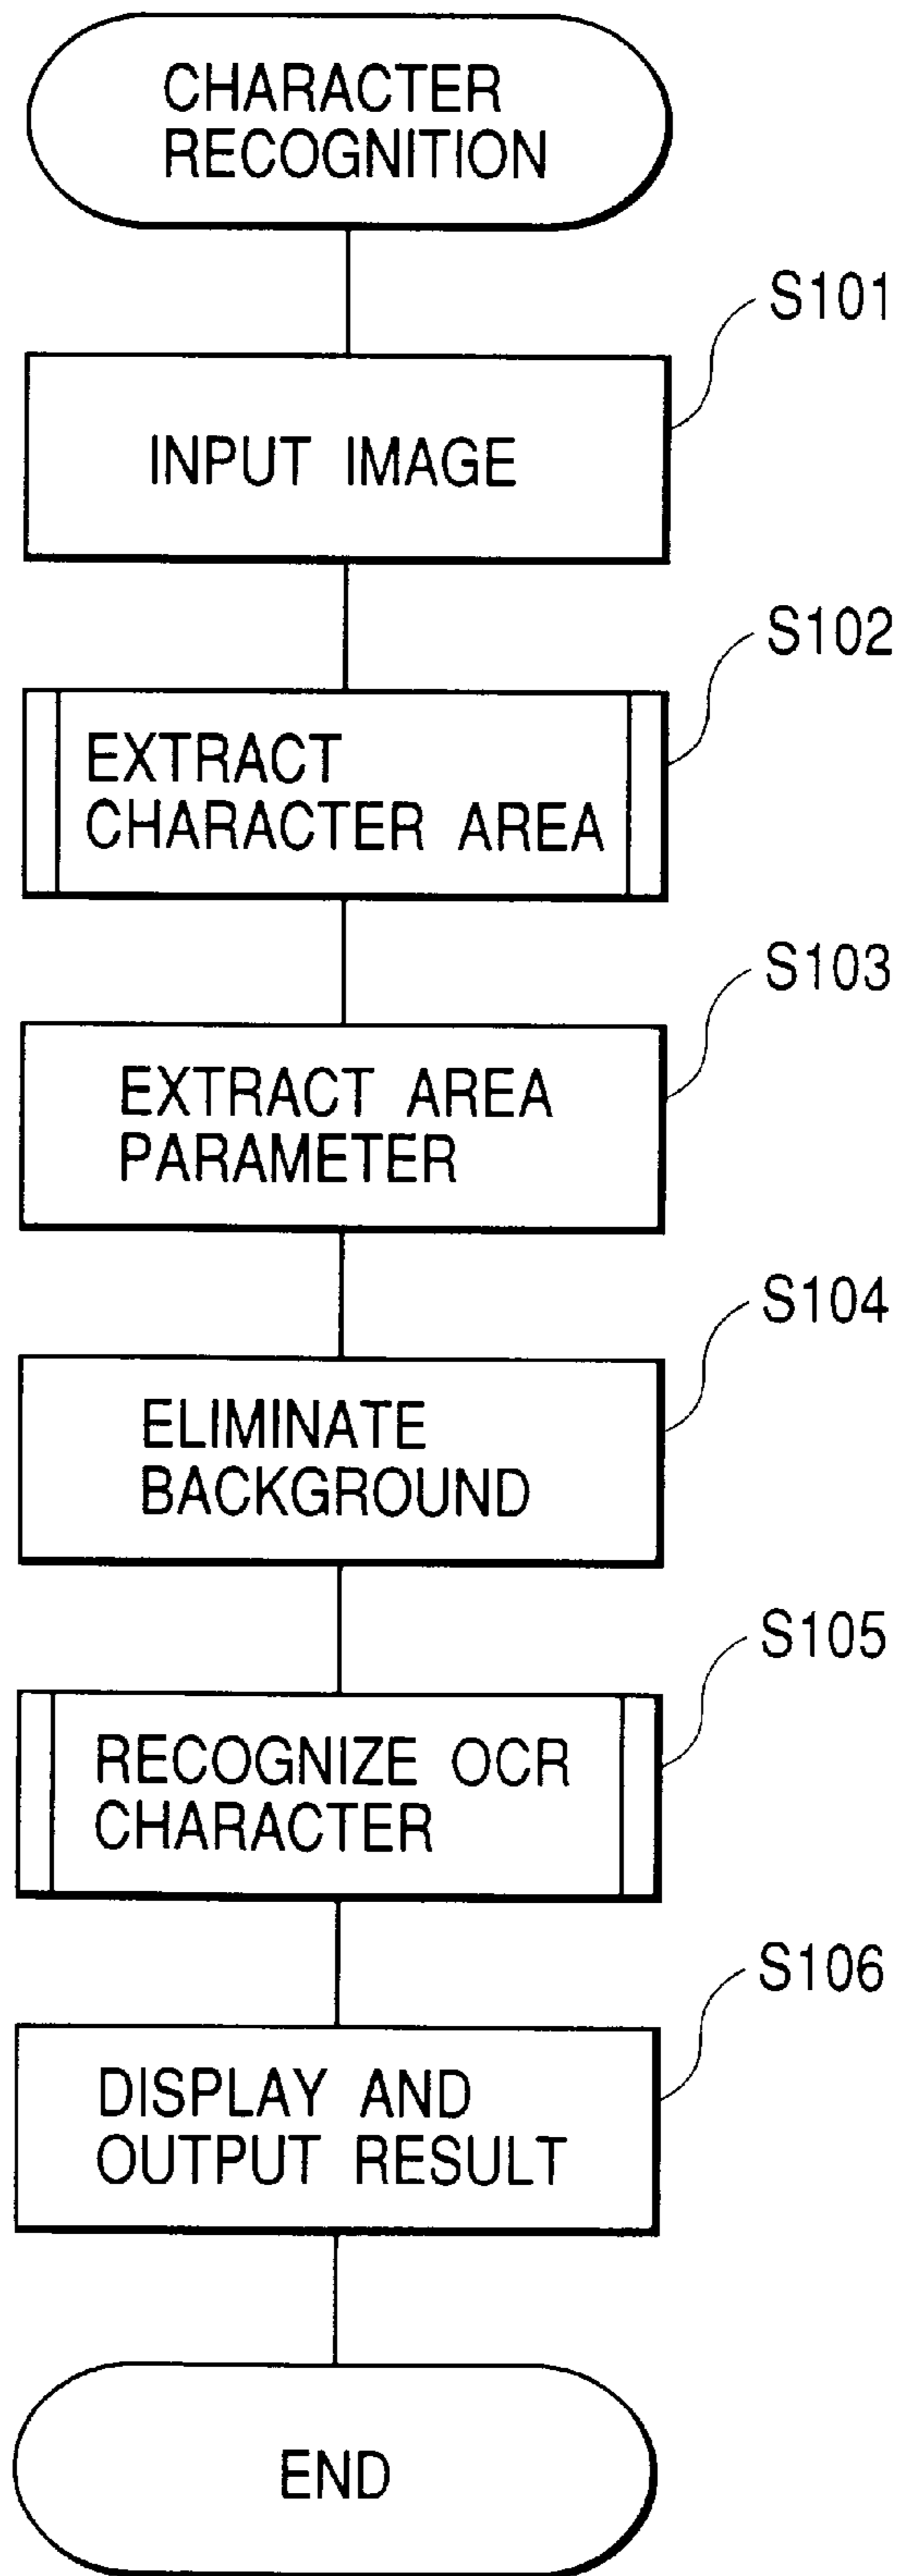 CHARACTER
RECOGNITION
S101
INPUT IMAGE
S102
EXTRACT
CHARACTER AREA
S103
EXTRACT AREA
PARAMETER
S104
ELIMINATE
BACKGROUND
S105
RECOGNIZE OCR
CHARACTER
S106
DISPLAY AND
OUTPUT RESULT
END